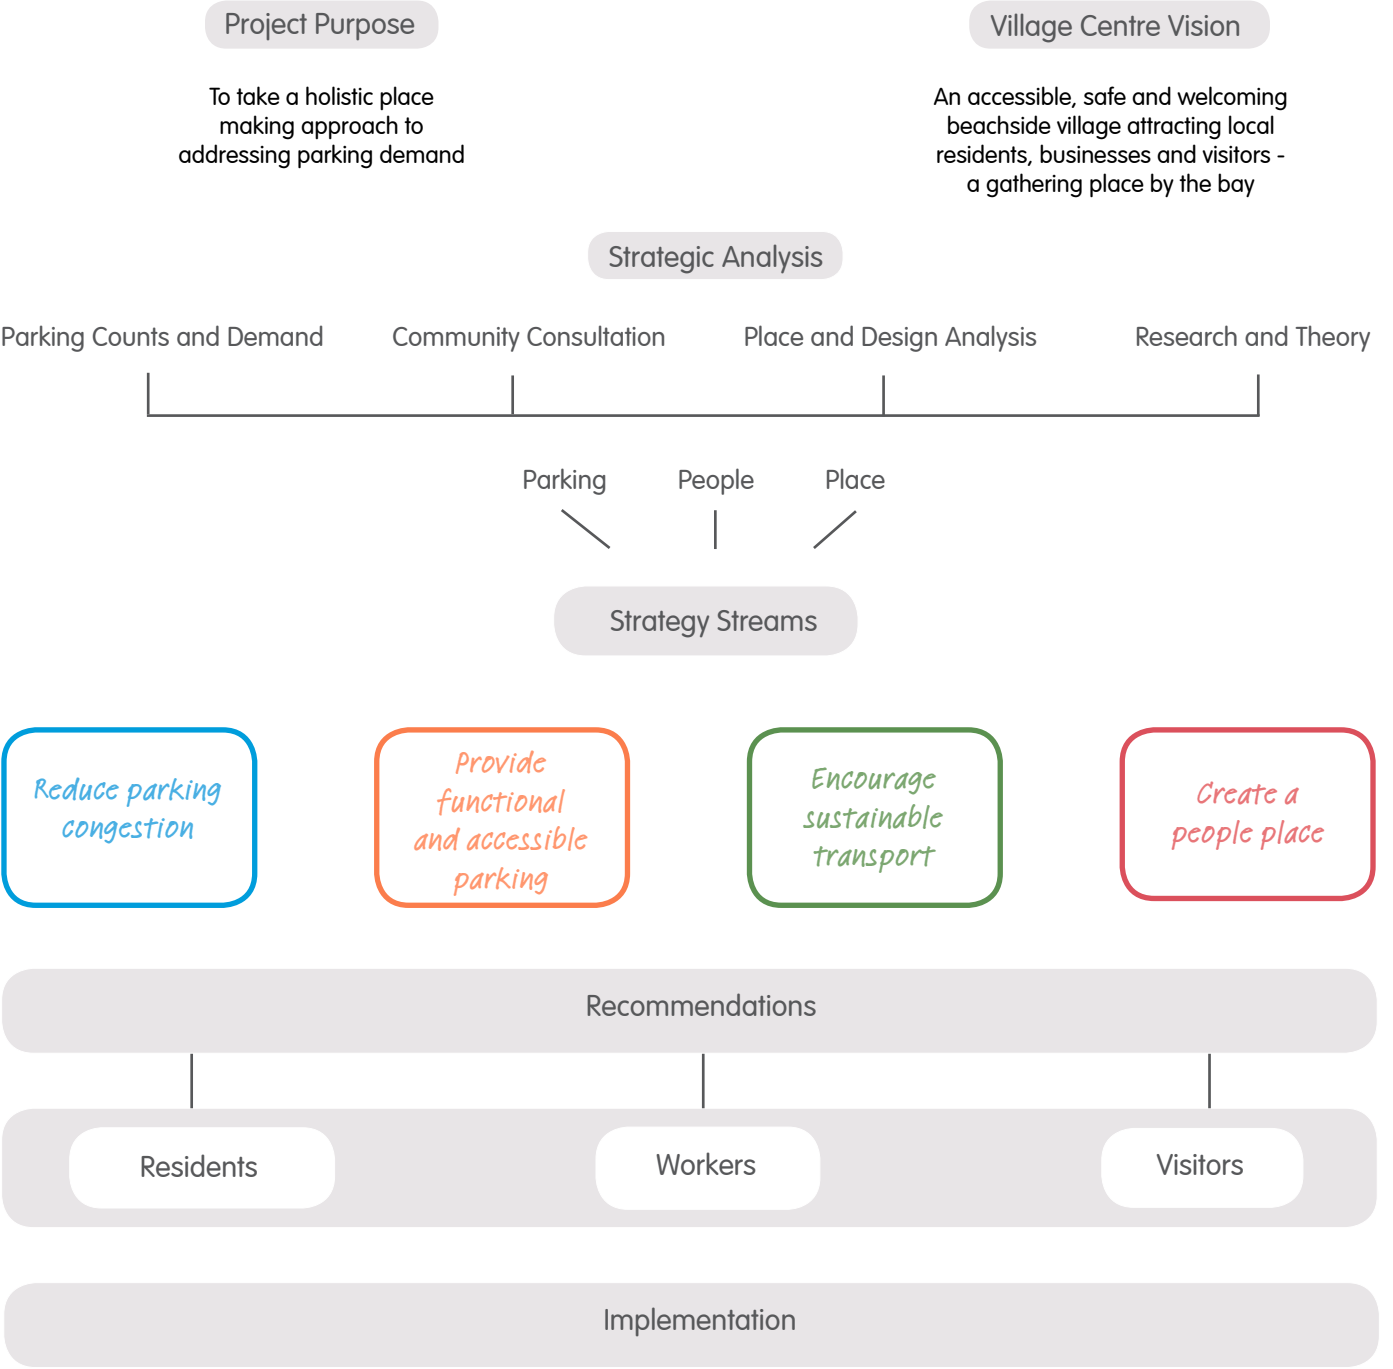 Project Purpose
To take a holistic place
making approach to
addressing parking demand
Village Centre Vision
An accessible, safe and welcoming
beachside village attracting local
residents, businesses and visitors -
a gathering place by the bay
Strategic Analysis
Parking Counts and Demand
Community Consultation
Place and Design Analysis
Research and Theory
Parking
People
Place
Strategy Streams
Reduce parking
congestion
Provide
functional
and accessible
parking
Encourage
sustainable
transport
Create a
people place
Recommendations
Residents
Workers
Visitors
Implementation